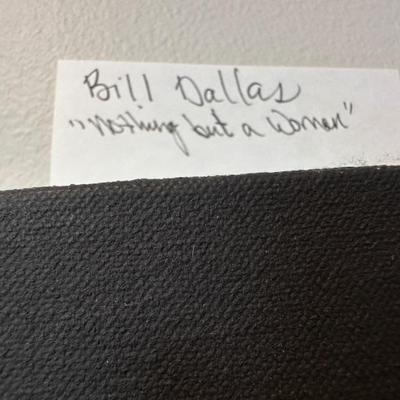 Bill Dallas
"Nothing but a Woman"